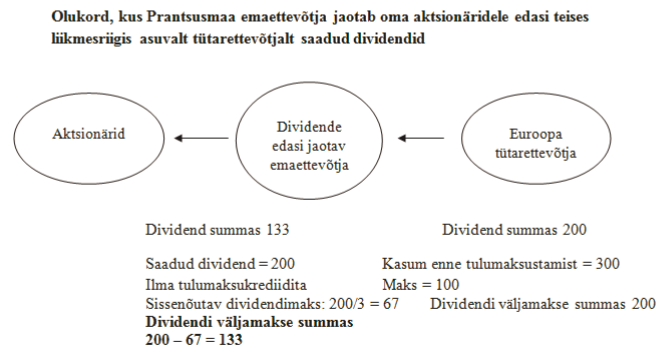 Olukord, kus Prantsusmaa emaettevõtja jaotab oma aktsionäridele edasi teises
liikmesriigis asuvalt tütarettevõtjalt saadud dividendid
Aktsionärid
Dividende
edasi jaotav
emaettevõtja
Euroopa
tütarettevõtja
Dividend summas 133
Dividend summas 200
Saadud dividend = 200
Kasum enne tulumaksustamist = 300
Ilma tulumaksukrediidita
Maks = 100
Sissenõutav dividendimaks: 200/3 = 67
Dividendi väljamakse summas 200
Dividendi väljamakse summas
200 – 67 = 133